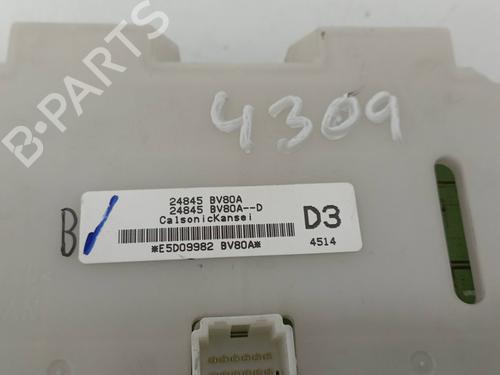 B-PARTS
4309
24845 BV80A
24845 BV80A--D
CalsonicKansei
D3
B
*E5D09982 BV80A*
4514